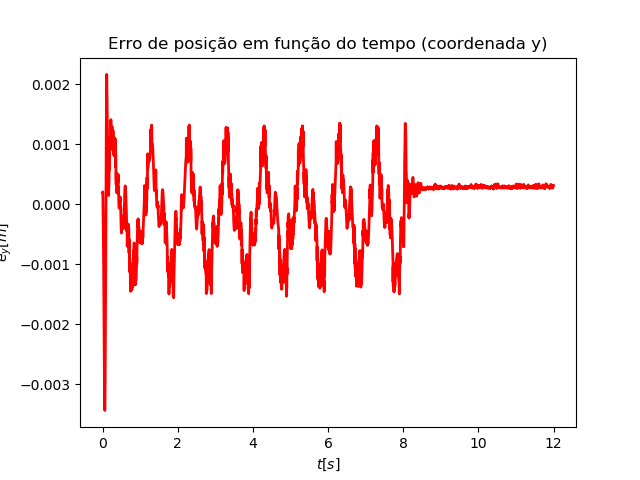 Erro de posição em função do tempo (coordenada y)
0.002
0.001
0.000
−0.001
−0.002
−0.003
e_y[m]
0 2 4 6 8 10 12
t[s]